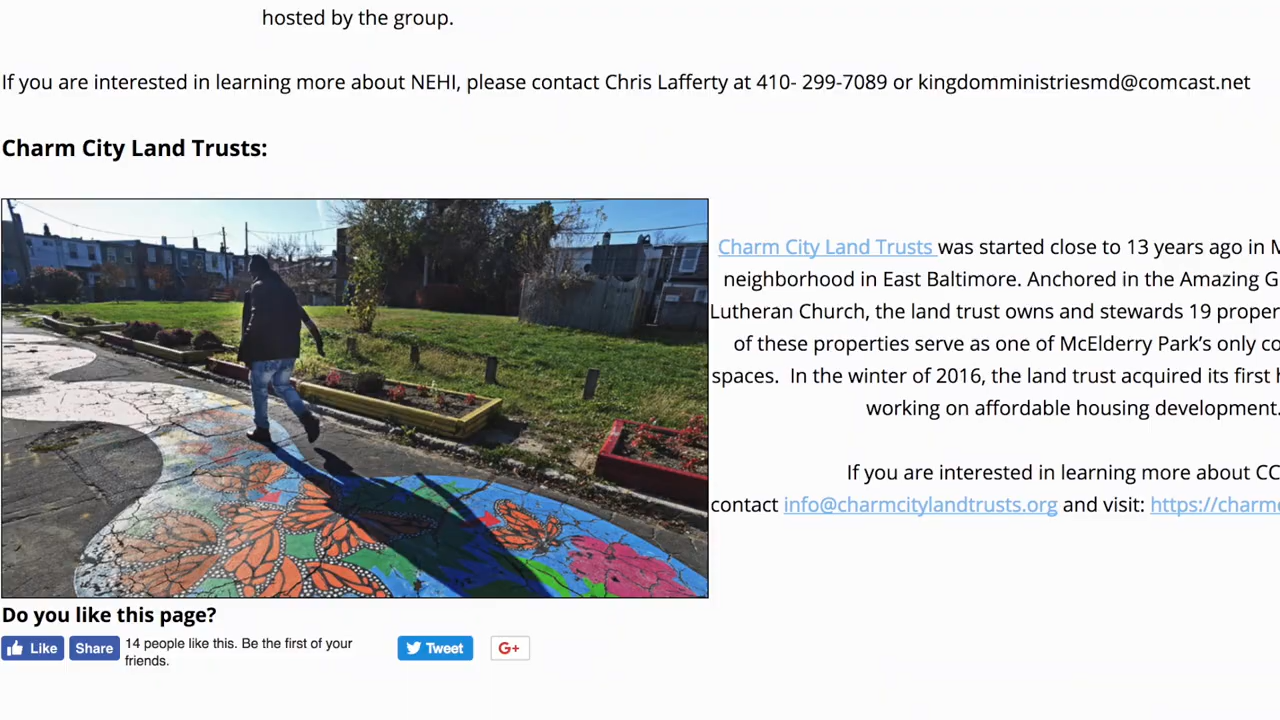 hosted by the group.
If you are interested in learning more about NEHI, please contact Chris Lafferty at 410- 299-7089 or kingdomministriesmd@comcast.net
Charm City Land Trusts:
Charm City Land Trusts was started close to 13 years ago in M
neighborhood in East Baltimore. Anchored in the Amazing G
Lutheran Church, the land trust owns and stewards 19 proper
of these properties serve as one of McElderry Park's only co
spaces. In the winter of 2016, the land trust acquired its first h
working on affordable housing development.
If you are interested in learning more about CC
contact info@charmcitylandtrusts.org and visit: https://charmc
Do you like this page?
Like Share 14 people like this. Be the first of your
friends.
Tweet G+